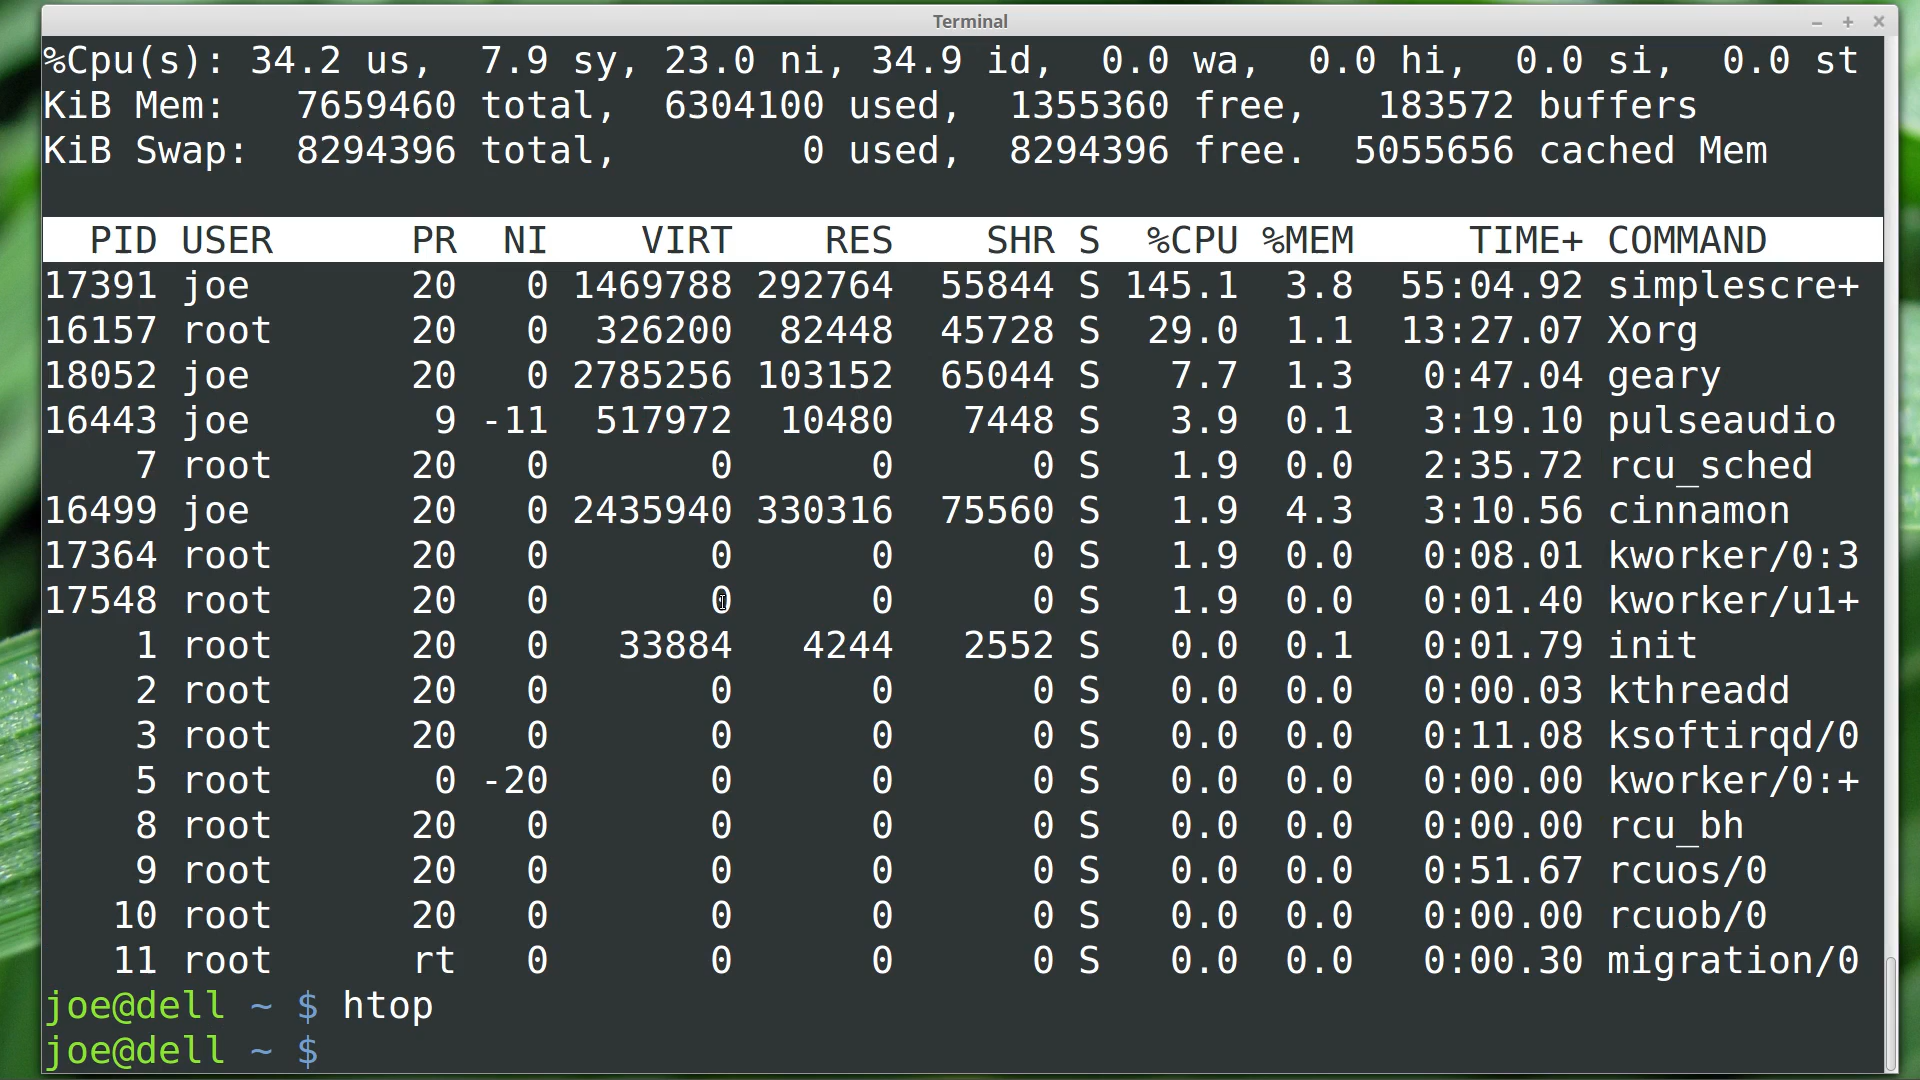 Terminal
%Cpu(s): 34.2 us,  7.9 sy, 23.0 ni, 34.9 id,  0.0 wa,  0.0 hi,  0.0 si,  0.0 st
KiB Mem:   7659460 total,  6304100 used,  1355360 free,   183572 buffers
KiB Swap:  8294396 total,        0 used,  8294396 free.  5055656 cached Mem
  PID USER      PR  NI    VIRT    RES    SHR S  %CPU %MEM     TIME+ COMMAND
17391 joe       20   0 1469788 292764  55844 S 145.1  3.8  55:04.92 simplescre+
16157 root      20   0  326200  82448  45728 S  29.0  1.1  13:27.07 Xorg
18052 joe       20   0 2785256 103152  65044 S   7.7  1.3   0:47.04 geary
16443 joe        9 -11  517972  10480   7448 S   3.9  0.1   3:19.10 pulseaudio
    7 root      20   0       0      0      0 S   1.9  0.0   2:35.72 rcu_sched
16499 joe       20   0 2435940 330316  75560 S   1.9  4.3   3:10.56 cinnamon
17364 root      20   0       0      0      0 S   1.9  0.0   0:08.01 kworker/0:3
17548 root      20   0       0      0      0 S   1.9  0.0   0:01.40 kworker/u1+
    1 root      20   0   33884   4244   2552 S   0.0  0.1   0:01.79 init
    2 root      20   0       0      0      0 S   0.0  0.0   0:00.03 kthreadd
    3 root      20   0       0      0      0 S   0.0  0.0   0:11.08 ksoftirqd/0
    5 root       0 -20       0      0      0 S   0.0  0.0   0:00.00 kworker/0:+
    8 root      20   0       0      0      0 S   0.0  0.0   0:00.00 rcu_bh
    9 root      20   0       0      0      0 S   0.0  0.0   0:51.67 rcuos/0
   10 root      20   0       0      0      0 S   0.0  0.0   0:00.00 rcuob/0
   11 root      rt   0       0      0      0 S   0.0  0.0   0:00.30 migration/0
joe@dell ~ $ htop
joe@dell ~ $